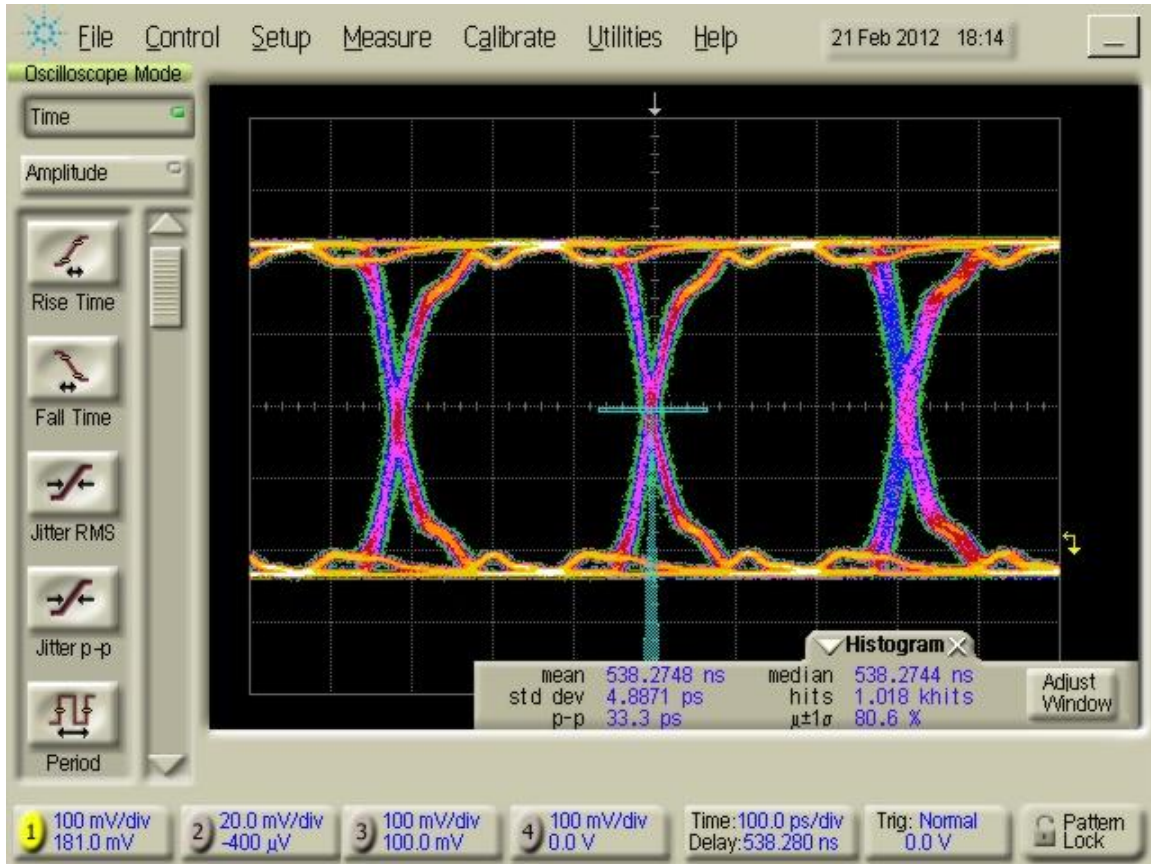 File Control Setup Measure Calibrate Utilities Help 21 Feb 2012 18:14
Oscilloscope Mode
Time
Amplitude
Rise Time
Fall Time
Jitter RMS
Jitter p-p
Period
Histogram
mean 538.2748 ns median 538.2744 ns
std dev 4.8871 ps hits 1.018 khits
p-p 33.3 ps µ±1σ 80.6 %
Adjust
Window
1 100 mV/div
181.0 mV
2 20.0 mV/div
-400 µV
3 100 mV/div
100.0 mV
4 100 mV/div
0.0 V
Time:100.0 ps/div
Delay:538.280 ns
Trig: Normal
0.0 V
Pattern
Lock